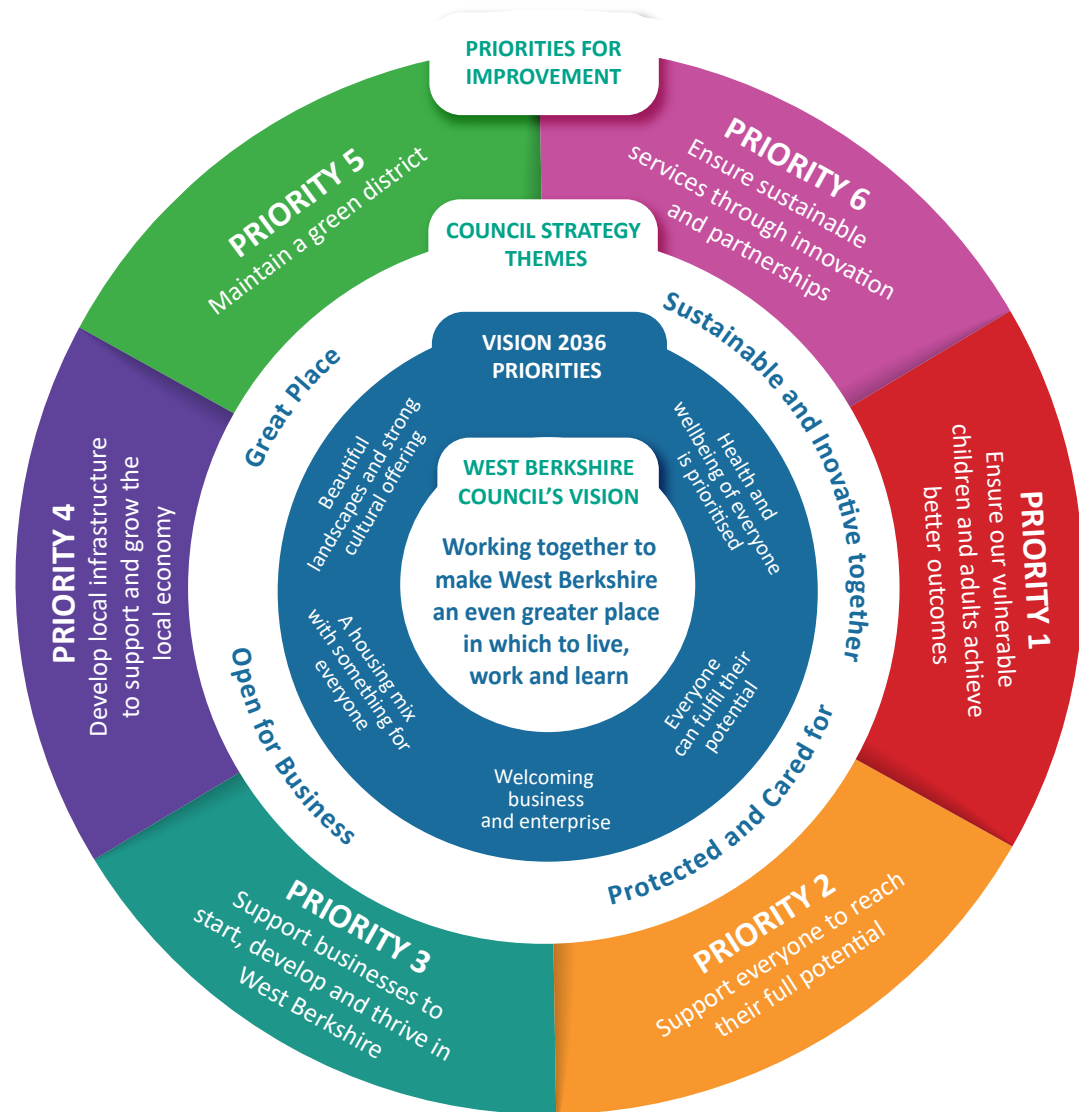 PRIORITIES FOR
IMPROVEMENT
PRIORITY 6
Ensure sustainable
services through innovation
and partnerships
PRIORITY 1
Ensure our vulnerable
children and adults achieve
better outcomes
PRIORITY 2
Support everyone to reach
their full potential
PRIORITY 3
Support businesses to
start, develop and thrive in
West Berkshire
PRIORITY 4
Develop local infrastructure
to support and grow the
local economy
PRIORITY 5
Maintain a green district
COUNCIL STRATEGY
THEMES
Sustainable and Inovative together
Protected and Cared for
Open for Business
Great Place
VISION 2036
PRIORITIES
Health and
wellbeing of everyone
is prioritised
Everyone
can fulfil their
potential
Welcoming
business
and enterprise
A housing mix
with something for
everyone
Beautiful
landscapes and strong
cultural offering
WEST BERKSHIRE
COUNCIL'S VISION
Working together to
make West Berkshire
an even greater place
in which to live,
work and learn